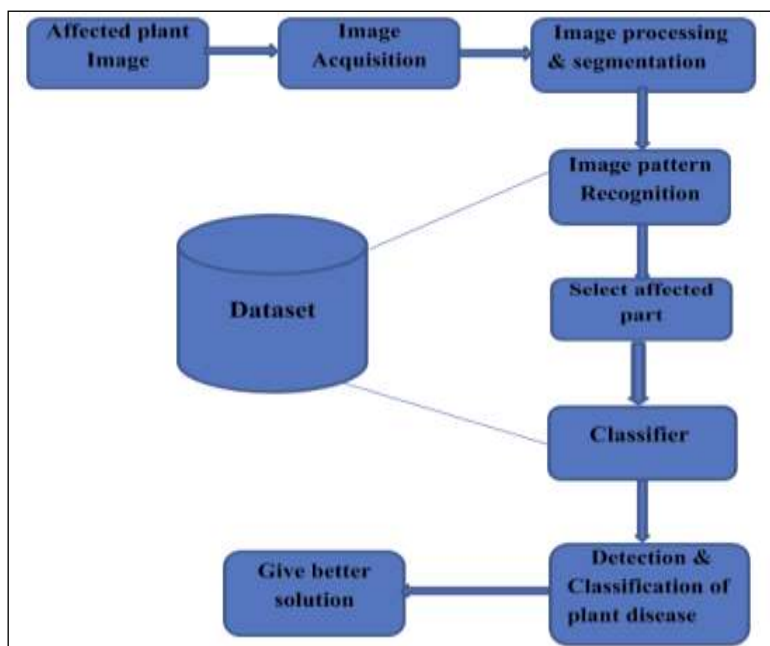 Affected plant
Image
Image
Acquisition
Image processing
& segmentation
Image pattern
Recognition
Dataset
Select affected
part
Classifier
Detection &
Classification of
plant disease
Give better
solution